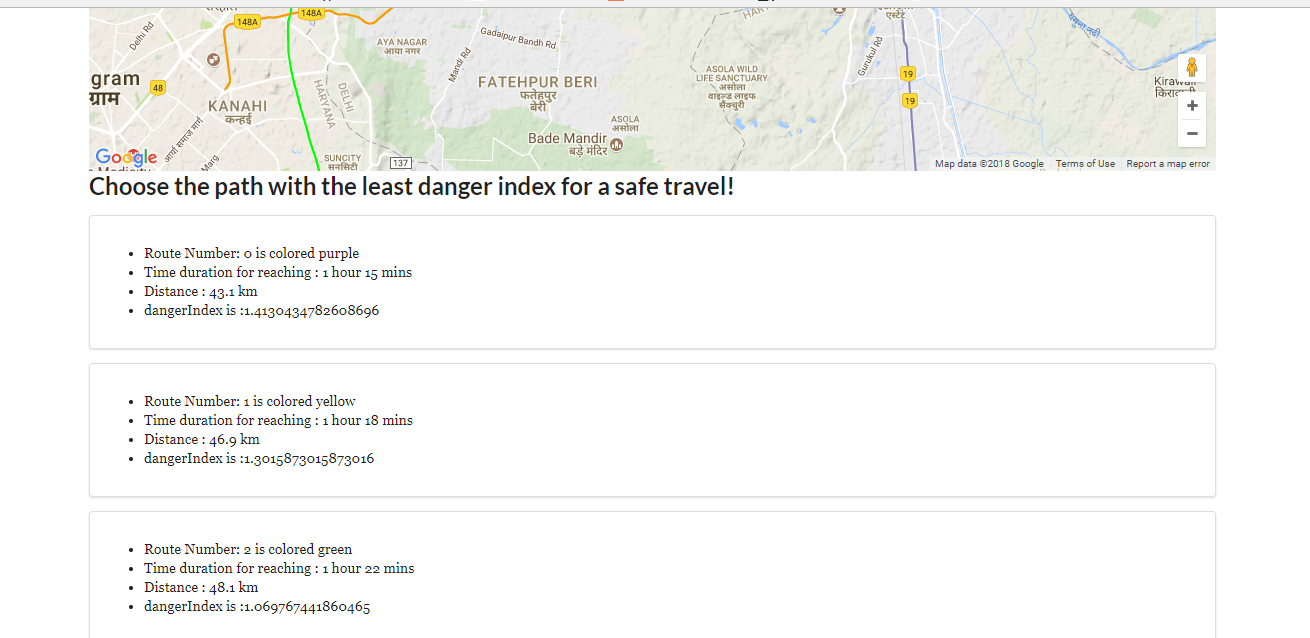 148A
148A
Delhi Rd
AYA NAGAR
आया नगर
Gadaipur Bandh Rd
Mandi Rd
gram
ग्राम
48
KANAHI
कन्हई
HARYANA
DELHI
FATEHPUR BERI
फतेहपुर
बेरी
ASOLA WILD
LIFE SANCTUARY
असोला
वाइल्ड लाइफ
सैंक्चुरी
Gurukul Rd
एस्टेट
19
19
यमुना नदी
ASOLA
असोला
Bade Mandir
बड़े मंदिर
आर्य समाज मार्ग
Marg
SUNCITY
सनसिटी
137
Google
Map data ©2018 Google
Terms of Use
Report a map error
Choose the path with the least danger index for a safe travel!
• Route Number: 0 is colored purple
• Time duration for reaching : 1 hour 15 mins
• Distance : 43.1 km
• dangerIndex is :1.4130434782608696
• Route Number: 1 is colored yellow
• Time duration for reaching : 1 hour 18 mins
• Distance : 46.9 km
• dangerIndex is :1.3015873015873016
• Route Number: 2 is colored green
• Time duration for reaching : 1 hour 22 mins
• Distance : 48.1 km
• dangerIndex is :1.069767441860465